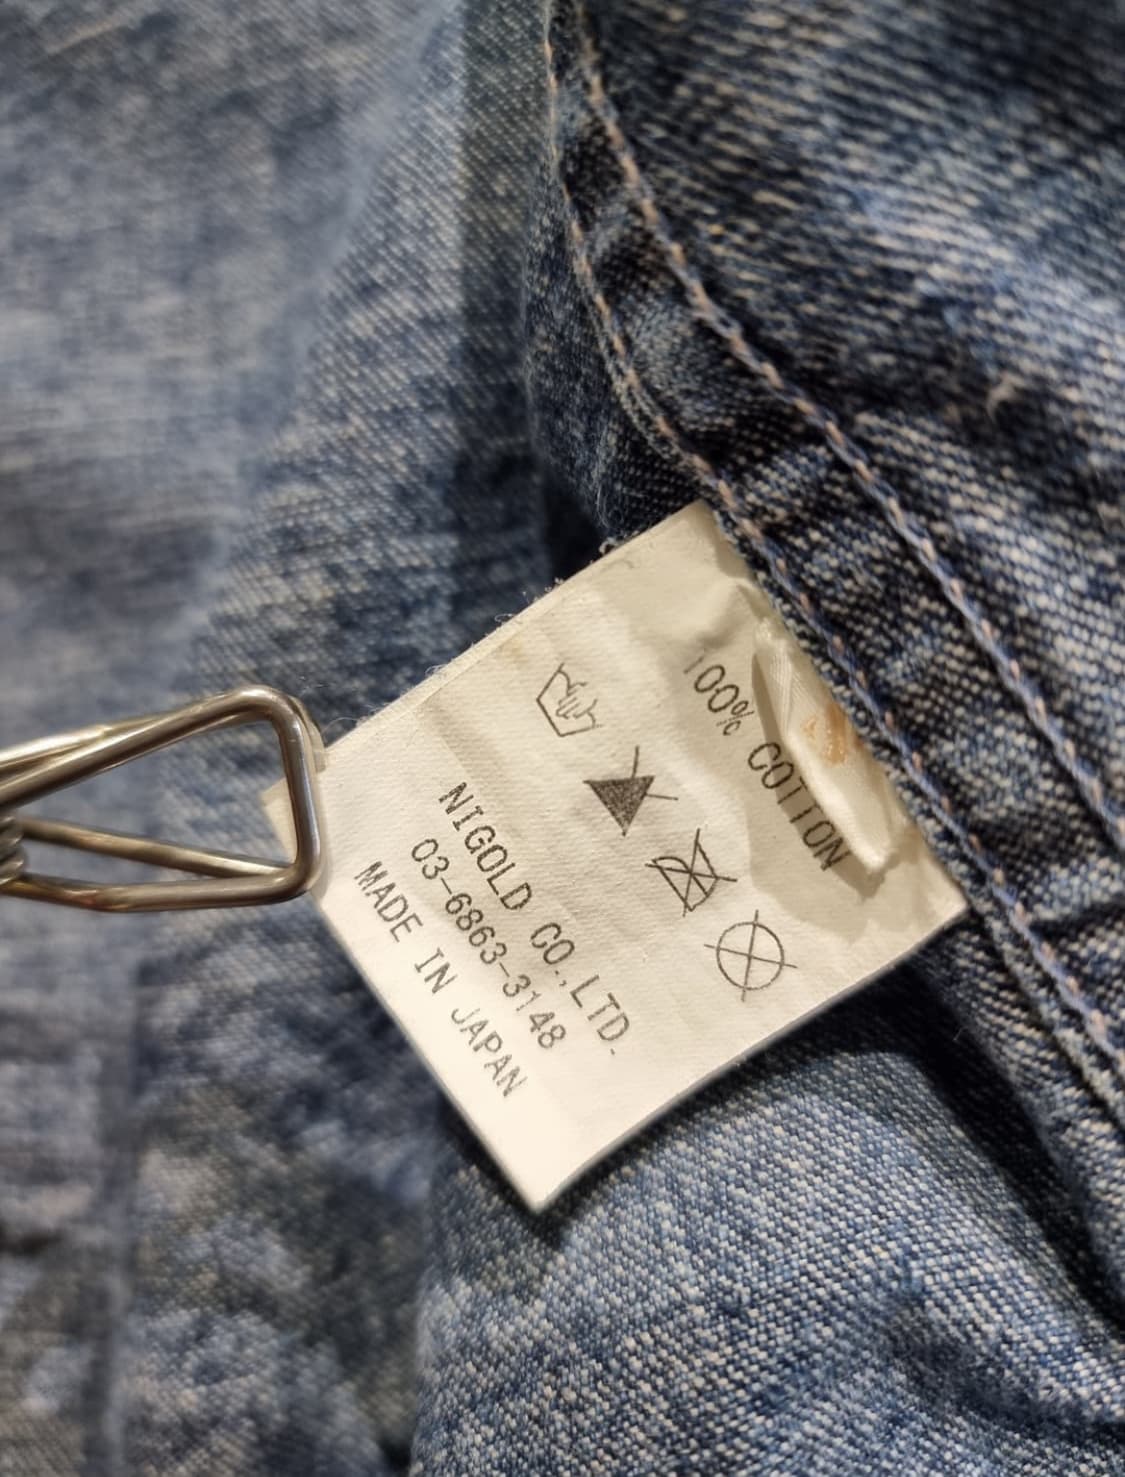 100% COTTON
NIGOLD CO.,LTD.
03-6863-3148
MADE IN JAPAN